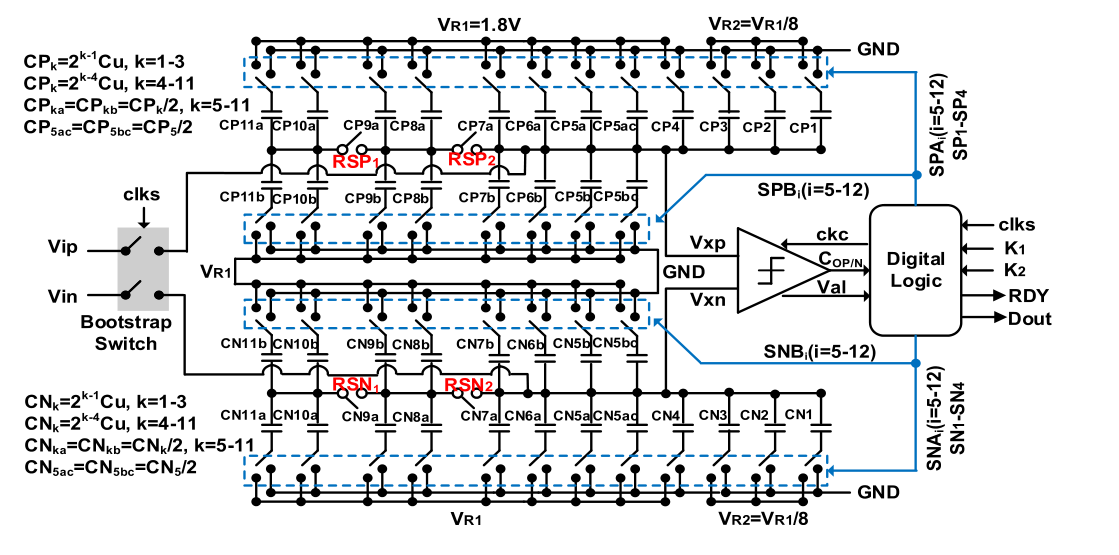 VR1=1.8V
VR2=VR1/8
GND
CPk=2^k-1Cu, k=1-3
CPk=2^k-4Cu, k=4-11
CPka=CPkb=CPk/2, k=5-11
CP5ac=CP5bc=CP5/2
CP11a CP10a CP9a CP8a CP7a CP6a CP5a CP5ac CP4 CP3 CP2 CP1
RSP1 RSP2
SPAi(i=5-12)
SP1-SP4
CP11b CP10b CP9b CP8b CP7b CP6b CP5b CP5bc
SPBi(i=5-12)
clks
Vip
Vin
Bootstrap
Switch
VR1
GND
Vxp
Vxn
ckc
COP/N
Val
Digital
Logic
clks
K1
K2
RDY
Dout
CN11b CN10b CN9b CN8b CN7b CN6b CN5b CN5bc
SNBi(i=5-12)
RSN1 RSN2
SNAi(i=5-12)
SN1-SN4
CNk=2^k-1Cu, k=1-3
CNk=2^k-4Cu, k=4-11
CNka=CNkb=CNk/2, k=5-11
CN5ac=CN5bc=CN5/2
CN11a CN10a CN9a CN8a CN7a CN6a CN5a CN5ac CN4 CN3 CN2 CN1
GND
VR1
VR2=VR1/8